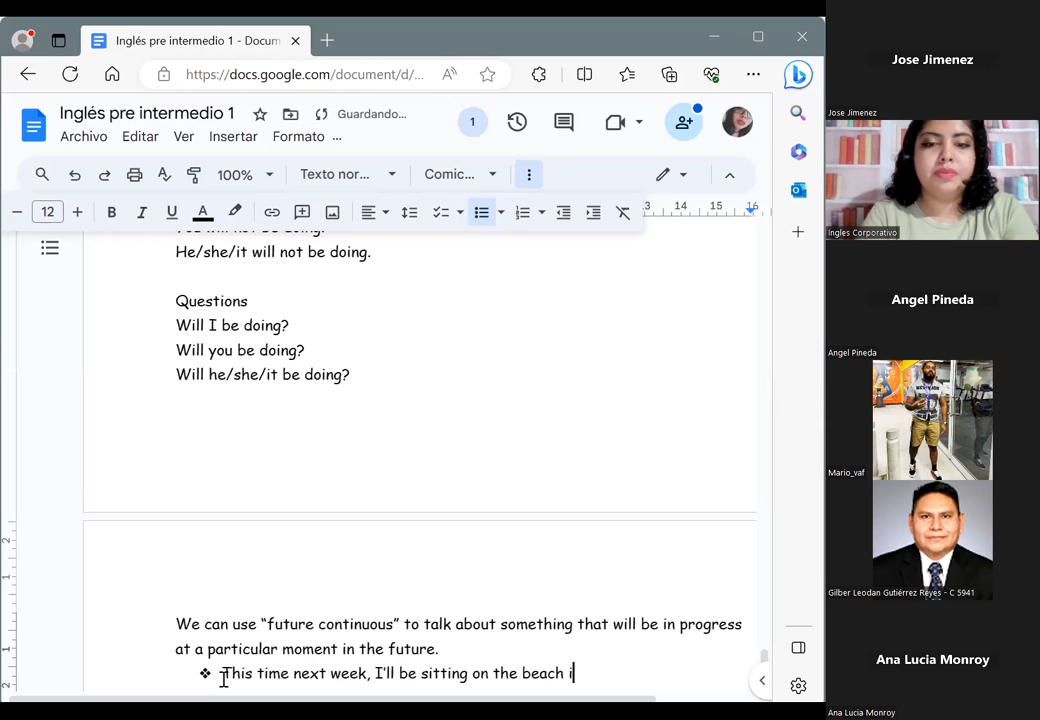 Inglés pre intermedio 1 - Docum
https://docs.google.com/document/d/...
Inglés pre intermedio 1
Guardando...
Archivo Editar Ver Insertar Formato ...
1
100% Texto nor... Comic...
12
13 14 15 16
He/she/it will not be doing.
Questions
Will I be doing?
Will you be doing?
Will he/she/it be doing?
We can use “future continuous” to talk about something that will be in progress
at a particular moment in the future.
❖ This time next week, I’ll be sitting on the beach i
Jose Jimenez
Jose Jimenez
Ingles Corporativo
Angel Pineda
Angel Pineda
Mario_vaf
Gilber Leodan Gutiérrez Reyes - C 5941
Ana Lucia Monroy
Ana Lucia Monroy